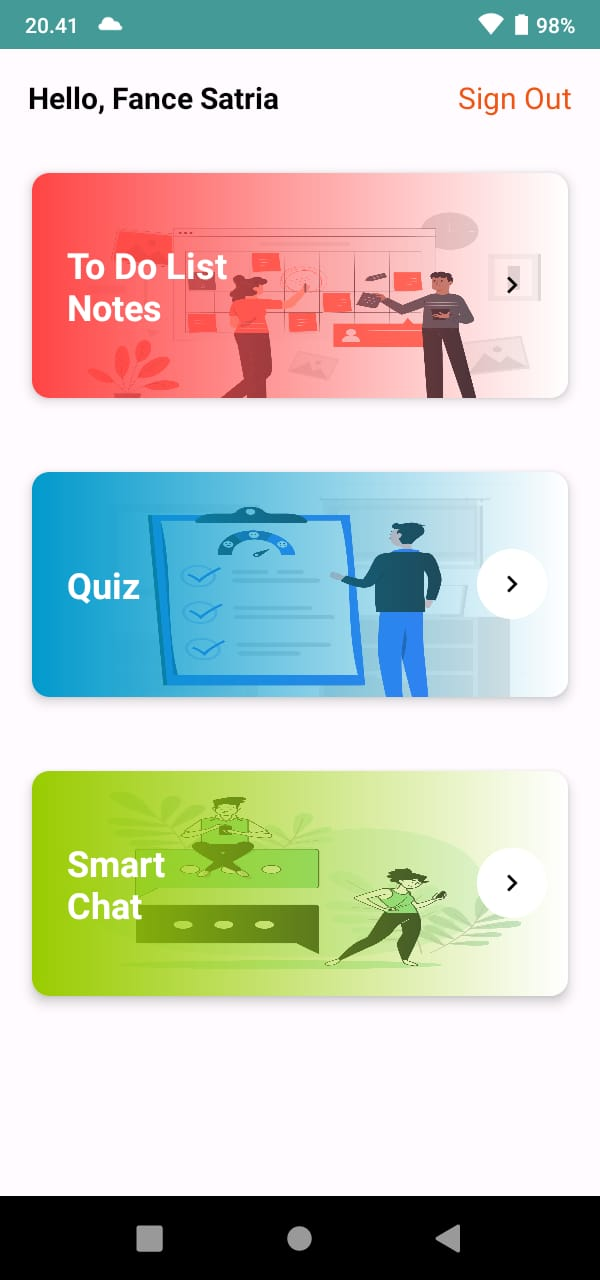 20.41 98%
Hello, Fance Satria Sign Out
To Do List
Notes
Quiz
Smart
Chat